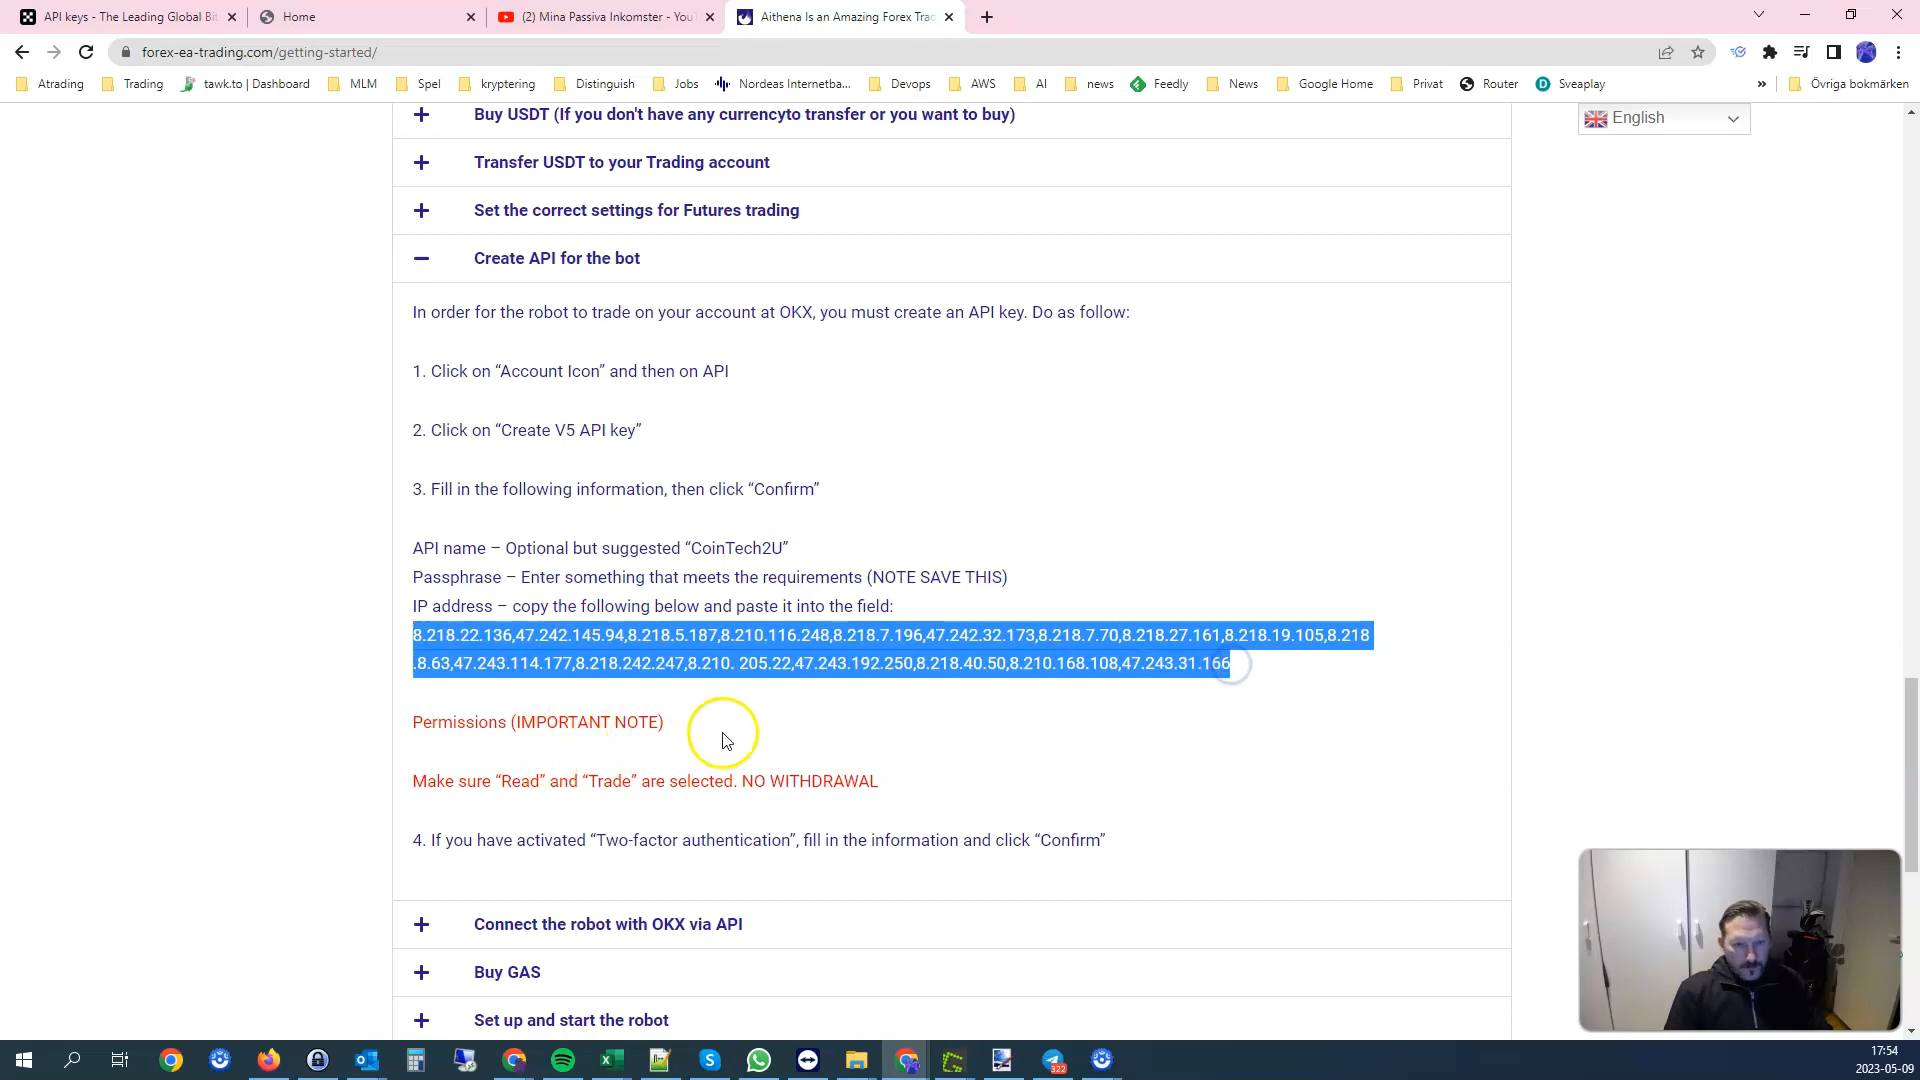 API keys - The Leading Global Bit
Home
(2) Mina Passiva Inkomster - YouT
Aithena Is an Amazing Forex Trac
forex-ea-trading.com/getting-started/
Atrading
Trading
tawk.to | Dashboard
MLM
Spel
kryptering
Distinguish
Jobs
Nordeas Internetba...
Devops
AWS
AI
news
Feedly
News
Google Home
Privat
Router
Sveaplay
»
Övriga bokmärken
English
Buy USDT (If you don't have any currencyto transfer or you want to buy)
Transfer USDT to your Trading account
Set the correct settings for Futures trading
Create API for the bot
In order for the robot to trade on your account at OKX, you must create an API key. Do as follow:
1. Click on “Account Icon” and then on API
2. Click on “Create V5 API key”
3. Fill in the following information, then click “Confirm”
API name – Optional but suggested “CoinTech2U”
Passphrase – Enter something that meets the requirements (NOTE SAVE THIS)
IP address – copy the following below and paste it into the field:
8.218.22.136,47.242.145.94,8.218.5.187,8.210.116.248,8.218.7.196,47.242.32.173,8.218.7.70,8.218.27.161,8.218.19.105,8.218
.8.63,47.243.114.177,8.218.242.247,8.210. 205.22,47.243.192.250,8.218.40.50,8.210.168.108,47.243.31.166
Permissions (IMPORTANT NOTE)
Make sure “Read” and “Trade” are selected. NO WITHDRAWAL
4. If you have activated “Two-factor authentication”, fill in the information and click “Confirm”
Connect the robot with OKX via API
Buy GAS
Set up and start the robot
322
17:54
2023-05-09